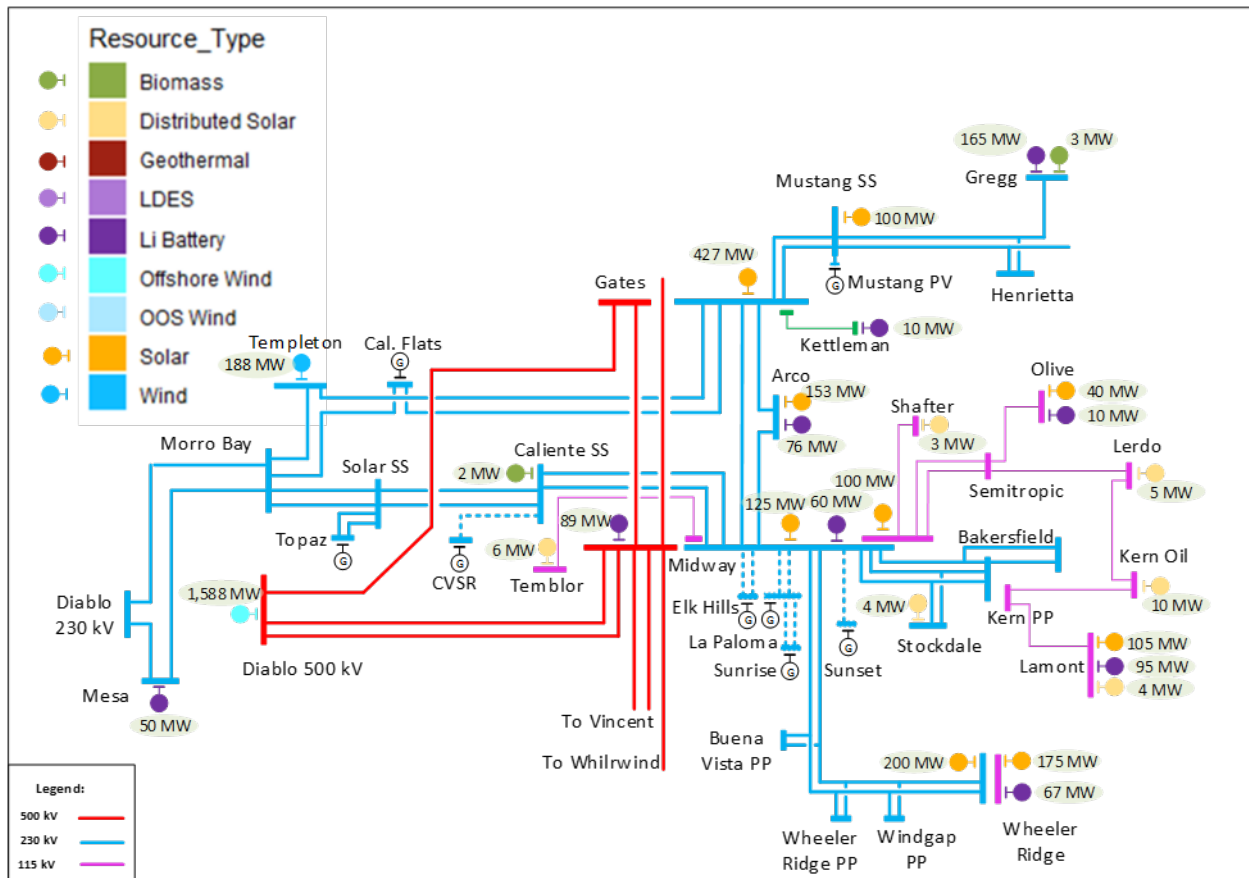 Resource_Type
Biomass
Distributed Solar
Geothermal
LDES
Li Battery
Offshore Wind
OOS Wind
Solar
Wind
165 MW
3 MW
Gregg
Mustang SS
100 MW
427 MW
G
Mustang PV
Henrietta
Gates
Templeton
188 MW
Cal. Flats
G
10 MW
Kettleman
Arco
153 MW
76 MW
Olive
40 MW
10 MW
Shafter
3 MW
Lerdo
5 MW
Semitropic
Morro Bay
Solar SS
Caliente SS
2 MW
100 MW
125 MW
60 MW
89 MW
Topaz
G
CVSR
G
6 MW
Temblor
Midway
Bakersfield
Kern Oil
10 MW
Kern PP
1,588 MW
Diablo
230 kV
Diablo 500 kV
Elk Hills
G
G
La Paloma
Sunrise
G
Sunset
G
4 MW
Stockdale
Lamont
105 MW
95 MW
4 MW
Mesa
50 MW
To Vincent
To Whilrwind
Buena
Vista PP
200 MW
175 MW
67 MW
Wheeler
Ridge PP
Windgap
PP
Wheeler
Ridge
Legend:
500 kV
230 kV
115 kV